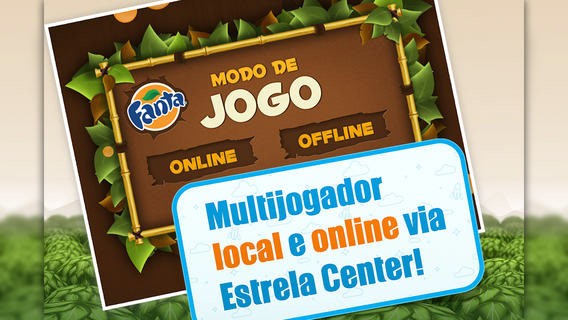 MODO DE
JOGO
Fanta
ONLINE
OFFLINE
Multijogador
local e online via
Estrela Center!